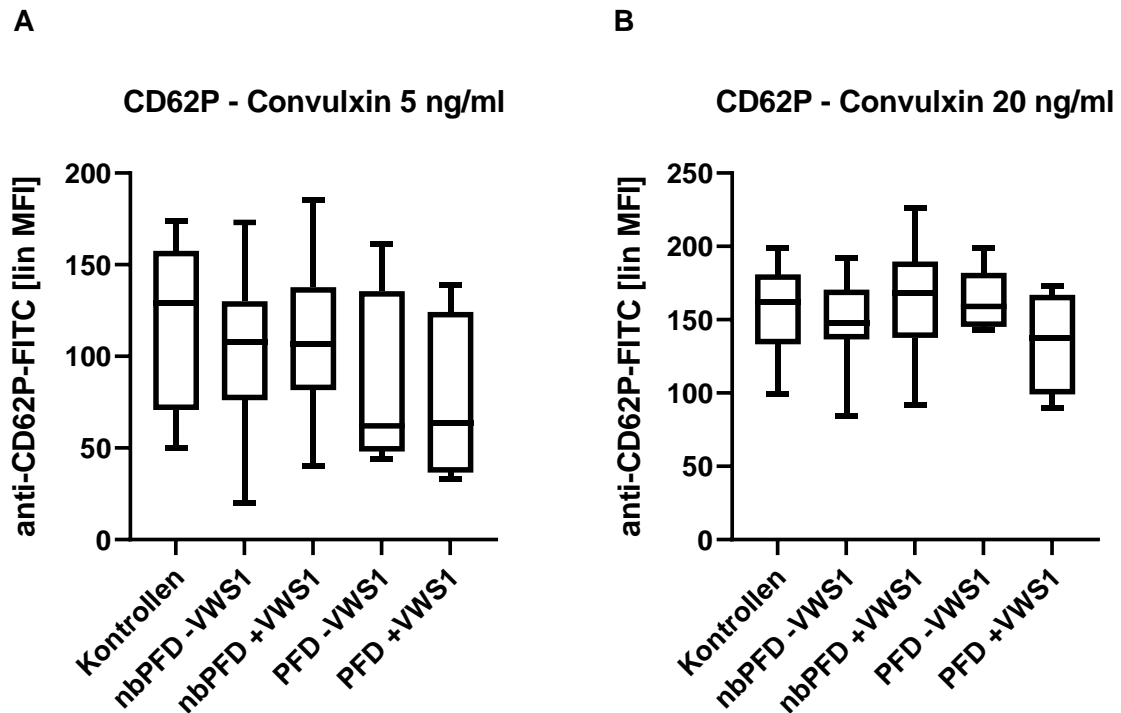 A
B
CD62P - Convulxin 5 ng/ml
CD62P - Convulxin 20 ng/ml
anti-CD62P-FITC [lin MFI]
200
150
100
50
0
Kontrollen
nbPFD -VWS1
nbPFD +VWS1
PFD -VWS1
PFD +VWS1
anti-CD62P-FITC [lin MFI]
250
200
150
100
50
0
Kontrollen
nbPFD -VWS1
nbPFD +VWS1
PFD -VWS1
PFD +VWS1